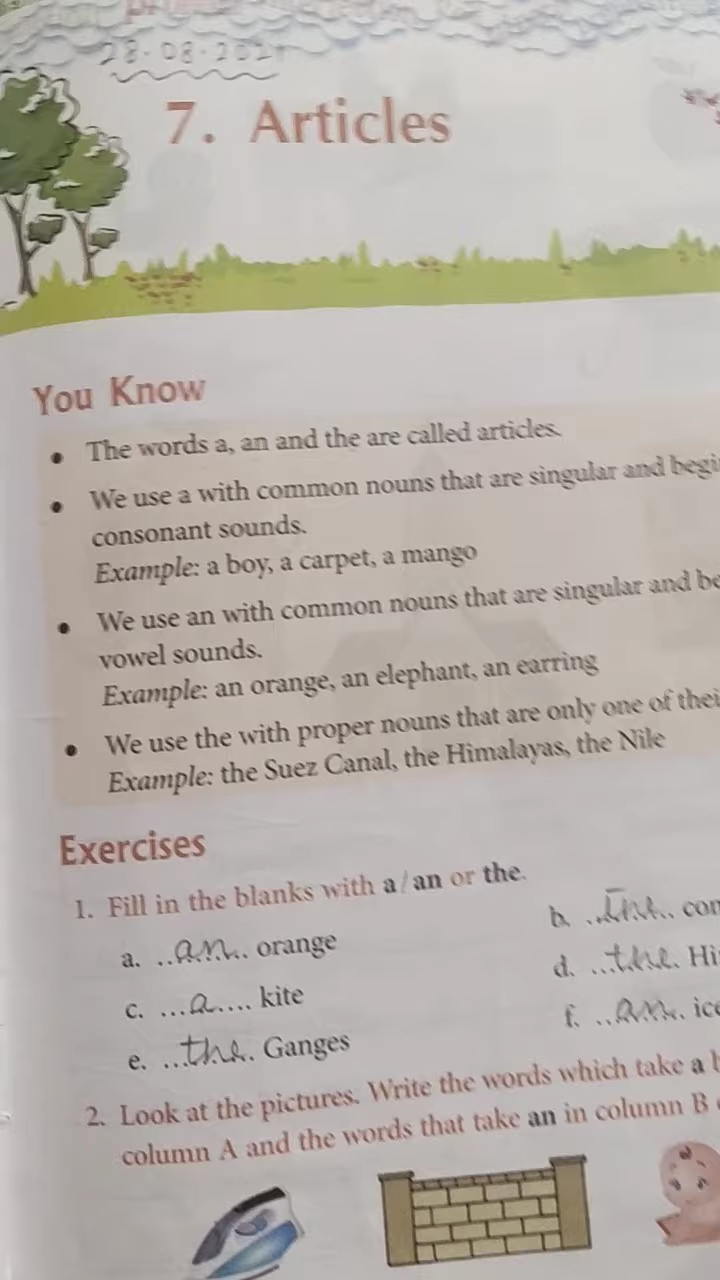 28.08.202
7. Articles
You Know
• The words a, an and the are called articles.
• We use a with common nouns that are singular and begi
consonant sounds.
Example: a boy, a carpet, a mango
• We use an with common nouns that are singular and be
vowel sounds.
Example: an orange, an elephant, an earring
• We use the with proper nouns that are only one of thei
Example: the Suez Canal, the Himalayas, the Nile
Exercises
1. Fill in the blanks with a/an or the.
a. ..an.. orange
b. ..the.. con
c. ...a.... kite
d. ...the. Hi
e. ...the. Ganges
f. ..an.. ice
2. Look at the pictures. Write the words which take a
column A and the words that take an in column B